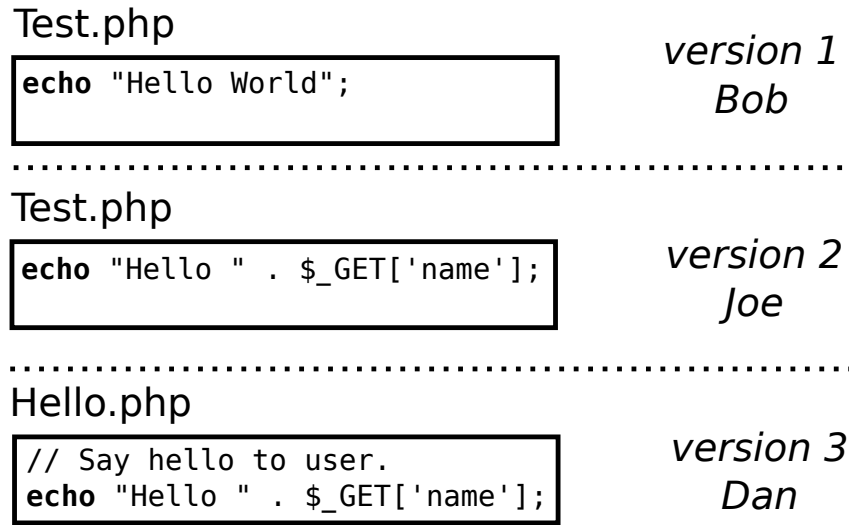 Test.php
echo "Hello World";
version 1
Bob
Test.php
echo "Hello " . $_GET['name'];
version 2
Joe
Hello.php
// Say hello to user.
echo "Hello " . $_GET['name'];
version 3
Dan